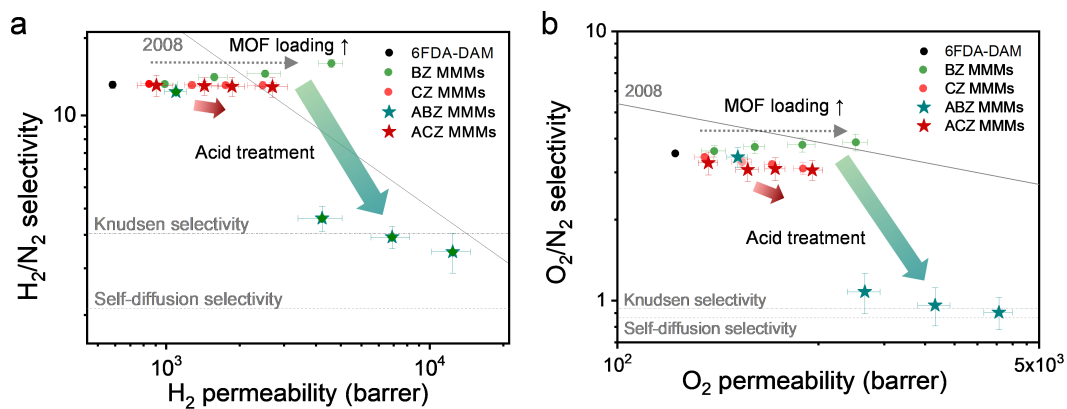 a
2008
MOF loading ↑
6FDA-DAM
BZ MMMs
CZ MMMs
ABZ MMMs
ACZ MMMs
Acid treatment
Knudsen selectivity
Self-diffusion selectivity
10
H₂/N₂ selectivity
10³
10⁴
H₂ permeability (barrer)
b
2008
MOF loading ↑
6FDA-DAM
BZ MMMs
CZ MMMs
ABZ MMMs
ACZ MMMs
Acid treatment
Knudsen selectivity
Self-diffusion selectivity
10
1
O₂/N₂ selectivity
10²
5x10³
O₂ permeability (barrer)